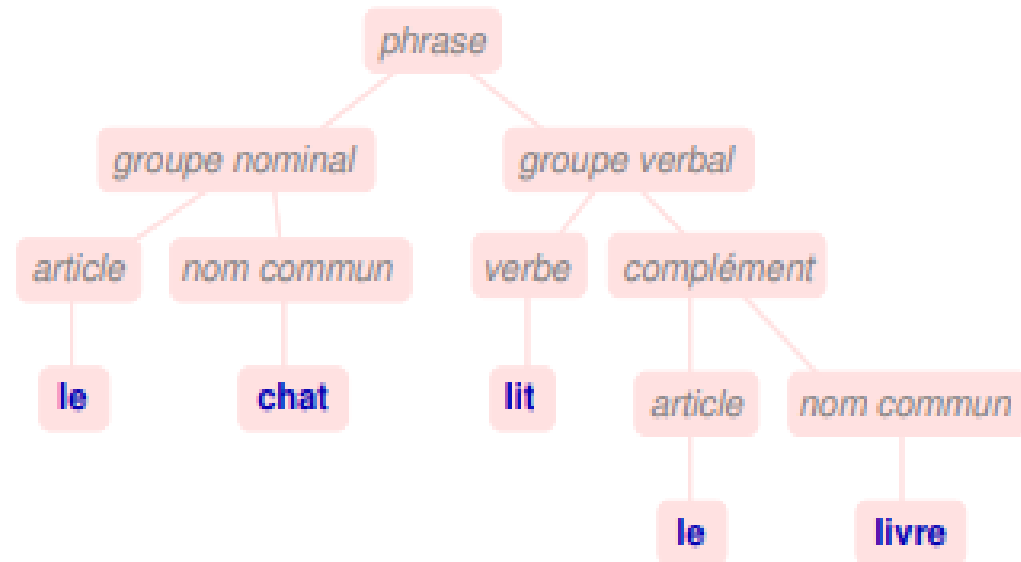 phrase
groupe nominal groupe verbal
article nom commun verbe complément
le chat lit article nom commun
le livre